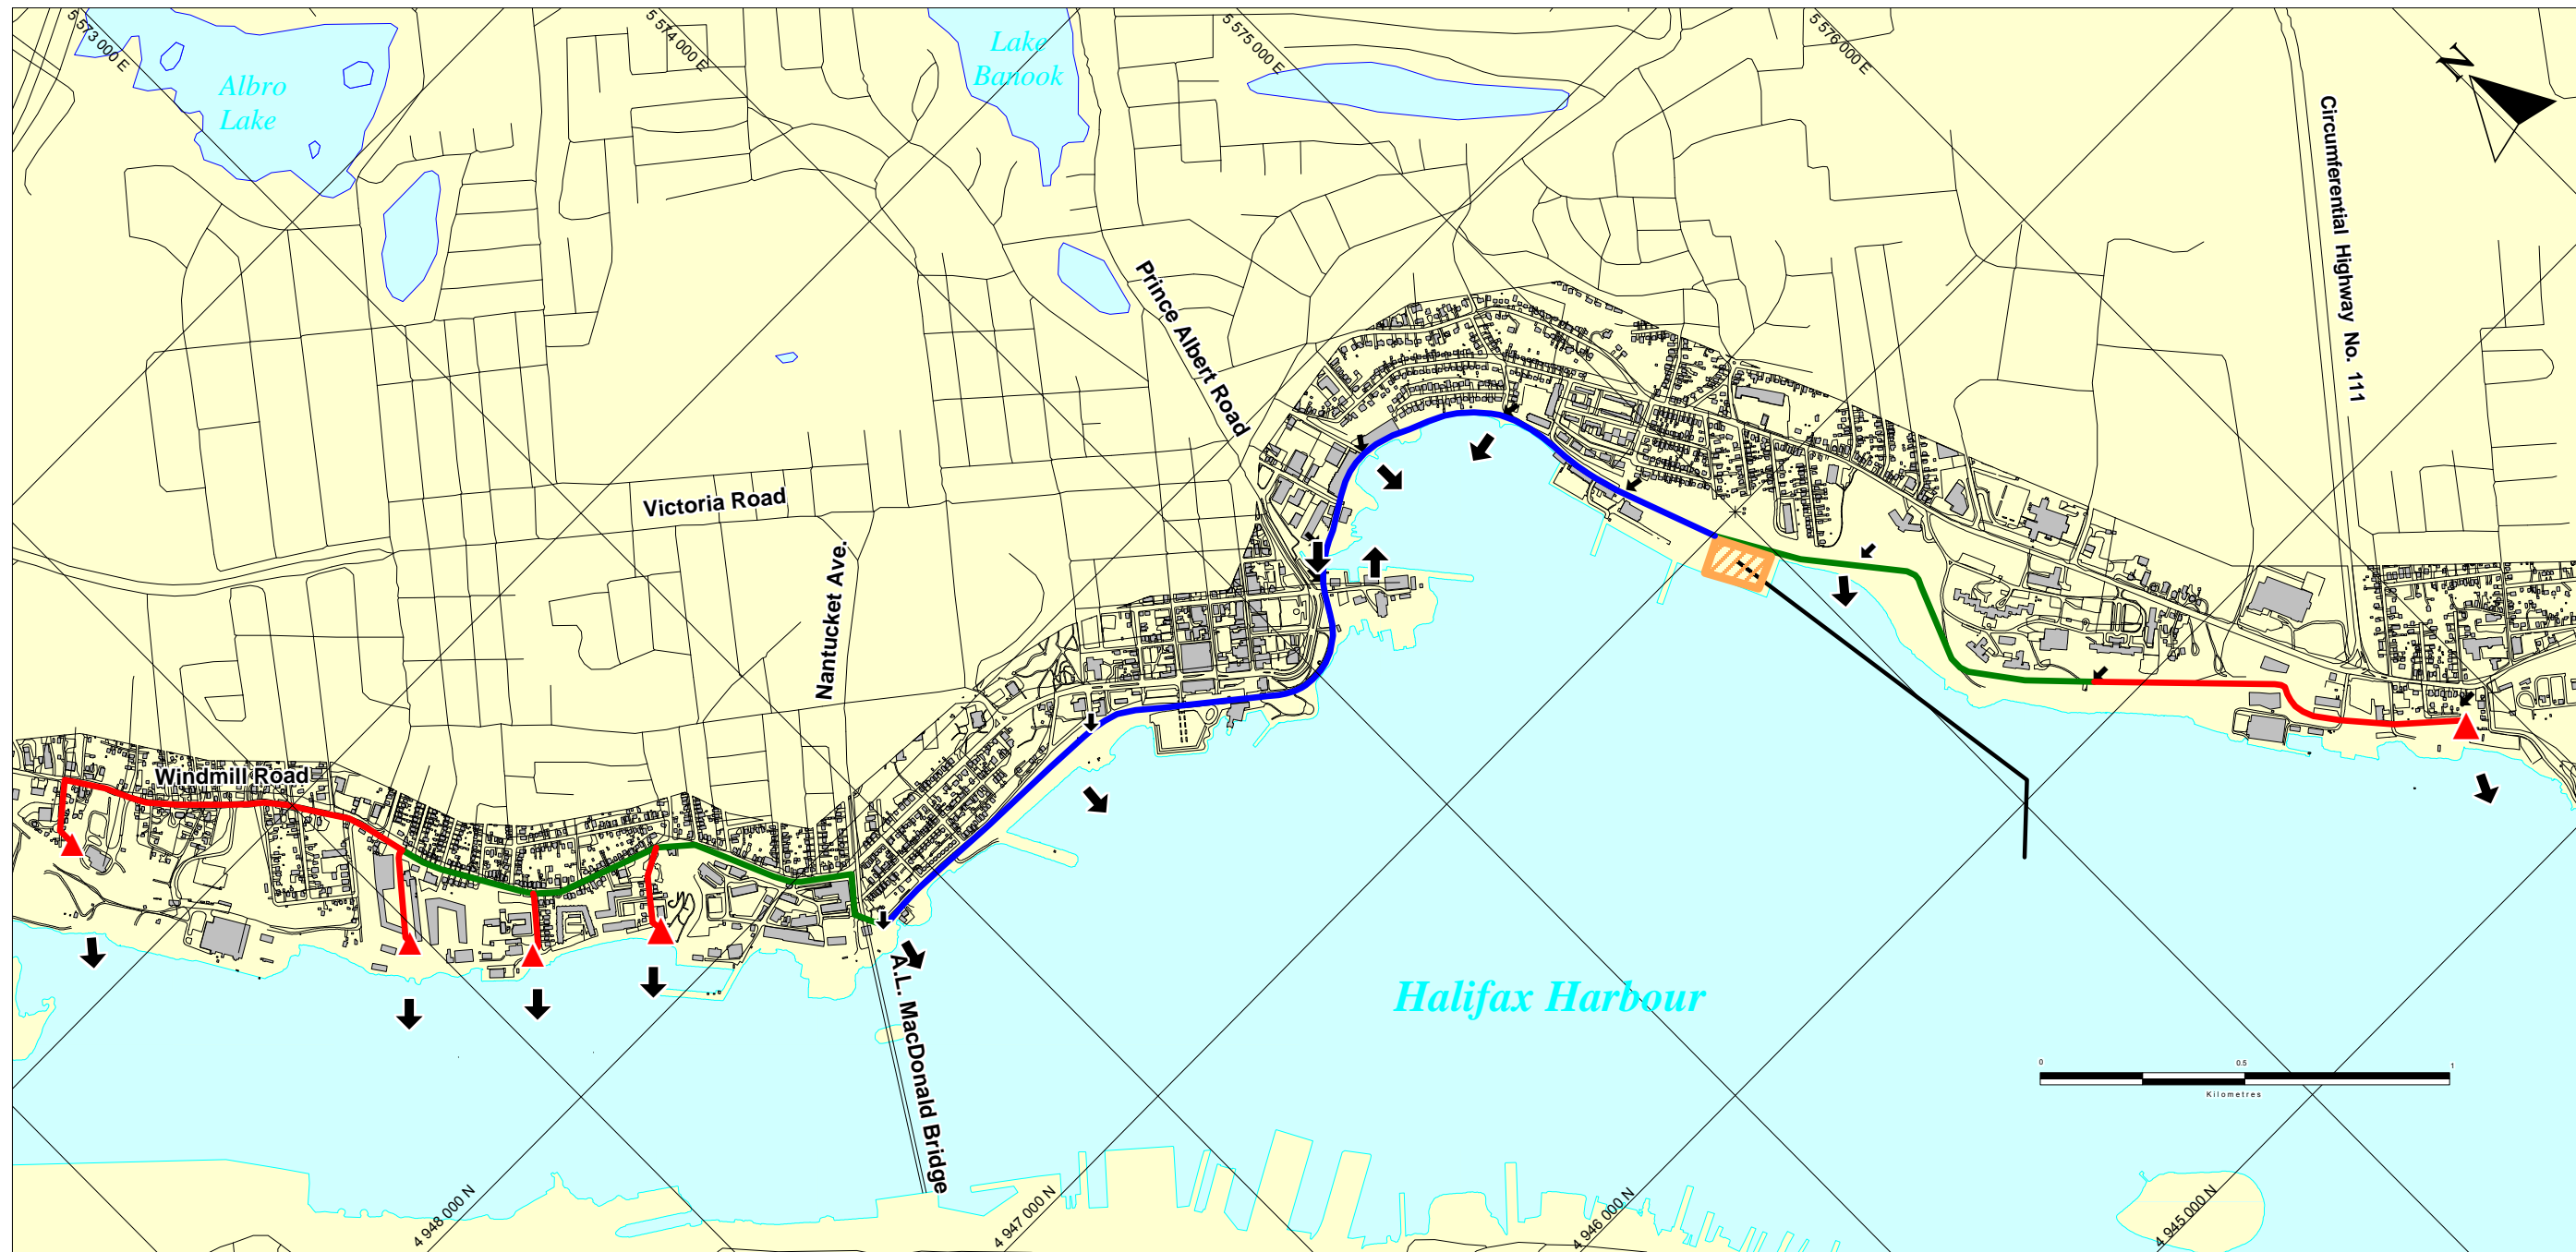 5 573 000 E
5 574 000 E
5 575 000 E
5 576 000 E
N
Lake
Banook
Albro
Lake
Circumferential Highway No. 111
Prince Albert Road
Victoria Road
Nantucket Ave.
Windmill Road
A.L. MacDonald Bridge
Halifax Harbour
0 0.5 1
Kilometres
4 948 000 N
4 947 000 N
4 946 000 N
4 945 000 N